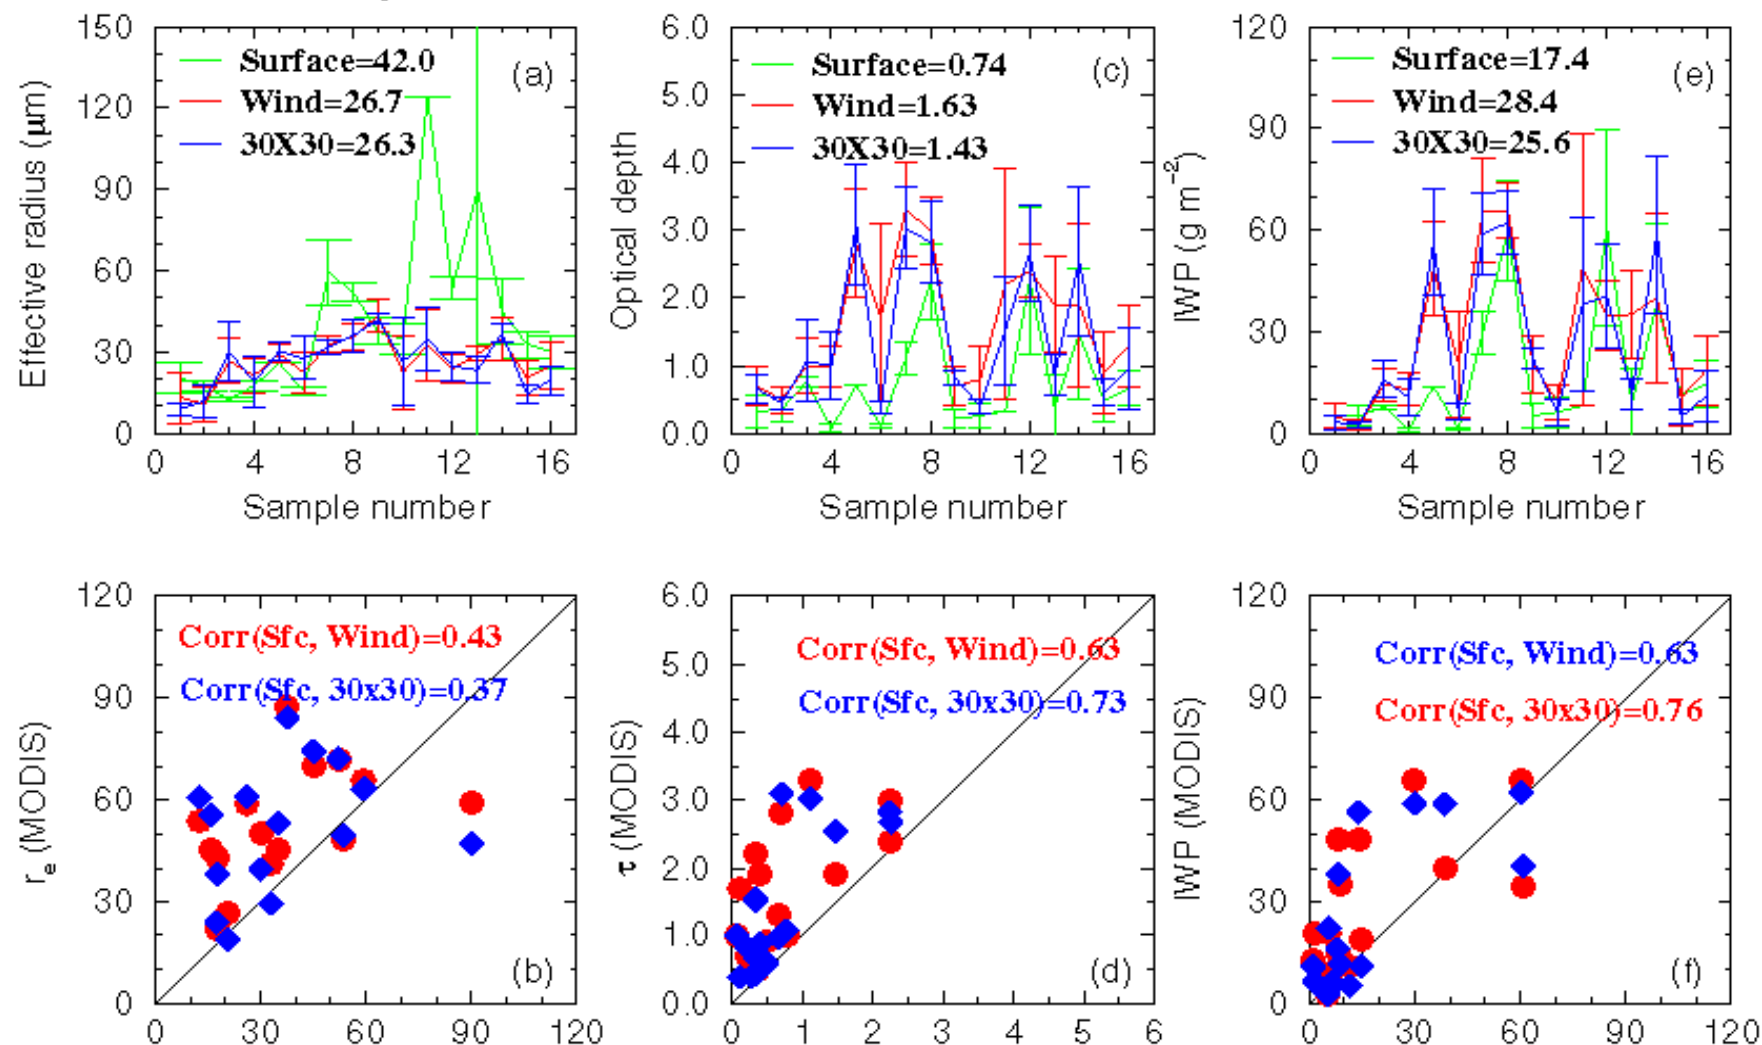 150
120
90
60
30
0
Effective radius (μm)
Surface=42.0
Wind=26.7
30X30=26.3
(a)
0 4 8 12 16
Sample number
6.0
5.0
4.0
3.0
2.0
1.0
0.0
Optical depth
Surface=0.74
Wind=1.63
30X30=1.43
(c)
0 4 8 12 16
Sample number
120
90
60
30
0
IWP (g m⁻²)
Surface=17.4
Wind=28.4
30X30=25.6
(e)
0 4 8 12 16
Sample number
120
90
60
30
0
rₑ (MODIS)
Corr(Sfc, Wind)=0.43
Corr(Sfc, 30x30)=0.37
(b)
0 30 60 90 120
6.0
5.0
4.0
3.0
2.0
1.0
0.0
τ (MODIS)
Corr(Sfc, Wind)=0.63
Corr(Sfc, 30x30)=0.73
(d)
0 1 2 3 4 5 6
120
90
60
30
0
IWP (MODIS)
Corr(Sfc, Wind)=0.63
Corr(Sfc, 30x30)=0.76
(f)
0 30 60 90 120